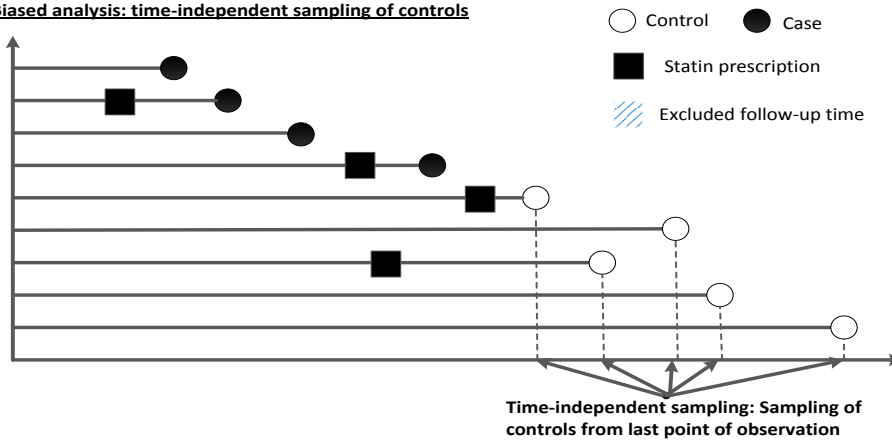 Biased analysis: time-independent sampling of controls
Control
Case
Statin prescription
Excluded follow-up time
Time-independent sampling: Sampling of
controls from last point of observation